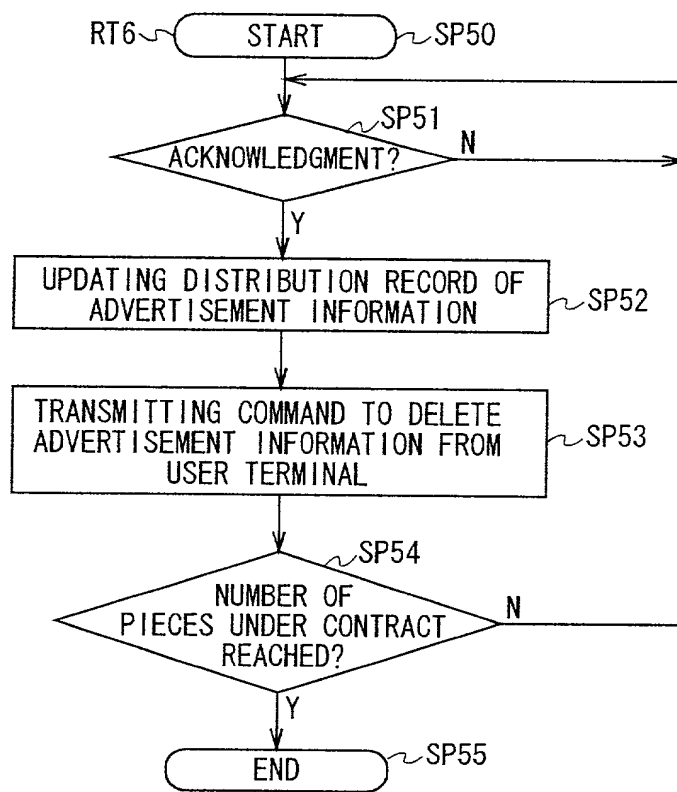 RT6 START SP50
SP51
ACKNOWLEDGMENT? N
Y
UPDATING DISTRIBUTION RECORD OF
ADVERTISEMENT INFORMATION
SP52
TRANSMITTING COMMAND TO DELETE
ADVERTISEMENT INFORMATION FROM
USER TERMINAL
SP53
SP54
NUMBER OF
PIECES UNDER CONTRACT
REACHED?
N
Y
END SP55